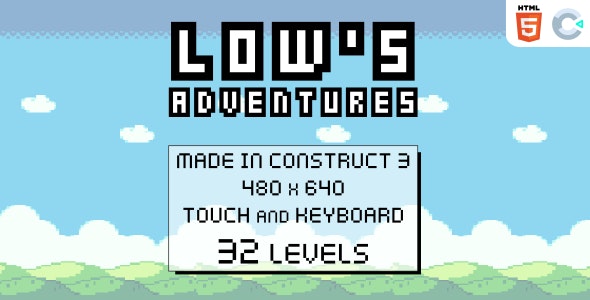 HTML
5
LOW'S
ADVENTURES
MADE IN CONSTRUCT 3
480 x 640
TOUCH AND KEYBOARD
32 LEVELS